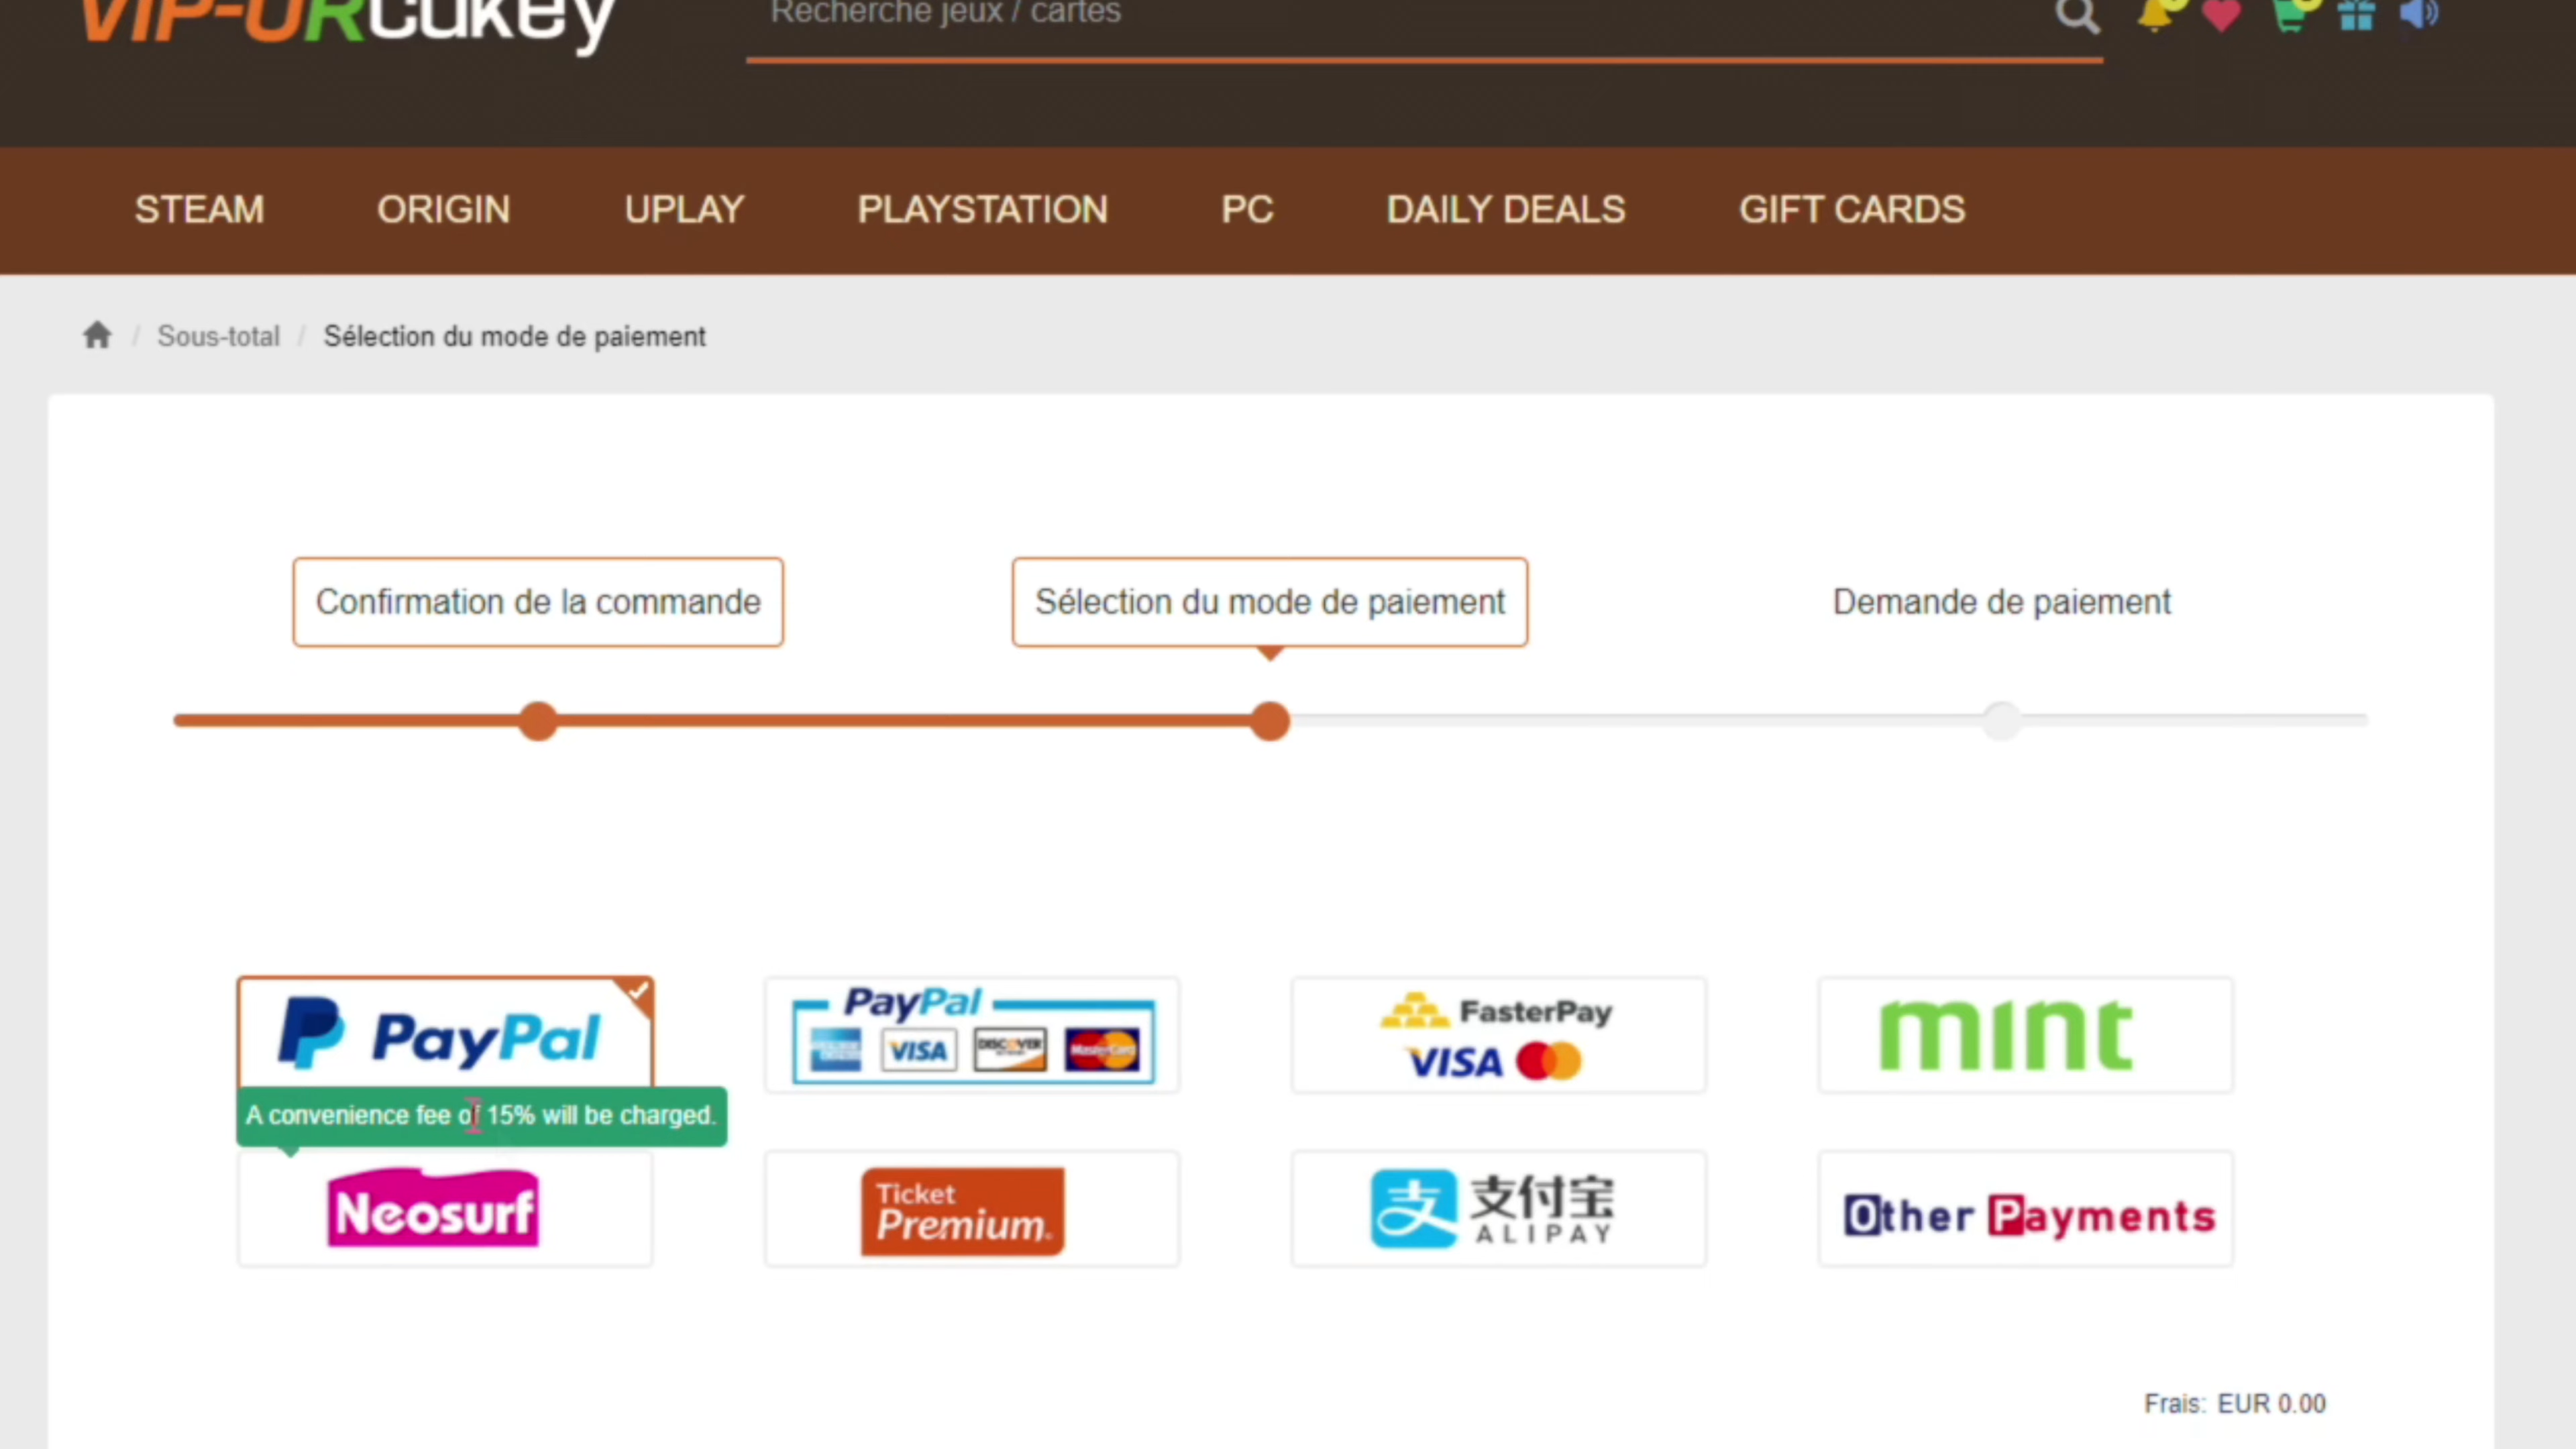 VIP-URcdkey
Recherche jeux / cartes
STEAM ORIGIN UPLAY PLAYSTATION PC DAILY DEALS GIFT CARDS
/ Sous-total / Sélection du mode de paiement
Confirmation de la commande
Sélection du mode de paiement
Demande de paiement
PayPal
PayPal
VISA
DISCOVER
MasterCard
FasterPay
VISA
mint
A convenience fee of 15% will be charged.
Neosurf
Ticket
Premium
支付宝
ALIPAY
Other Payments
Frais: EUR 0.00